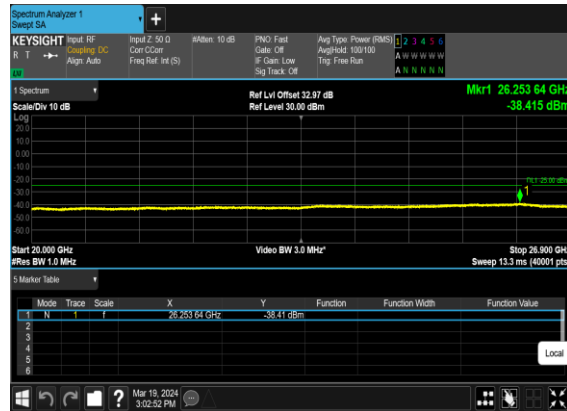 Spectrum Analyzer 1
Swept SA
+
KEYSIGHT Input: RF Input Z: 50 Ω #Atten: 10 dB PNO: Fast Avg Type: Power (RMS) 1 2 3 4 5 6
R T Coupling: DC Corr CCorr Gate: Off Avg|Hold: 100/100 A W W W W W
Align: Auto Freq Ref: Int (S) IF Gain: Low Trig: Free Run
Sig Track: Off A N N N N N
1 Spectrum
Ref Lvl Offset 32.97 dB Mkr1 26.253 64 GHz
Scale/Div 10 dB Ref Level 30.00 dBm -38.415 dBm
Log
20.0
10.0
0.00
-10.0
-20.0
DL1 -25.00 dBm
-30.0
1
-40.0
-50.0
-60.0
Start 20.000 GHz Video BW 3.0 MHz* Stop 26.900 GHz
#Res BW 1.0 MHz Sweep 13.3 ms (40001 pts)
5 Marker Table
Mode Trace Scale X Y Function Function Width Function Value
1 N 1 f 26.253 64 GHz -38.41 dBm
2
3
4
5
6
Local
?
Mar 19, 2024
3:02:52 PM